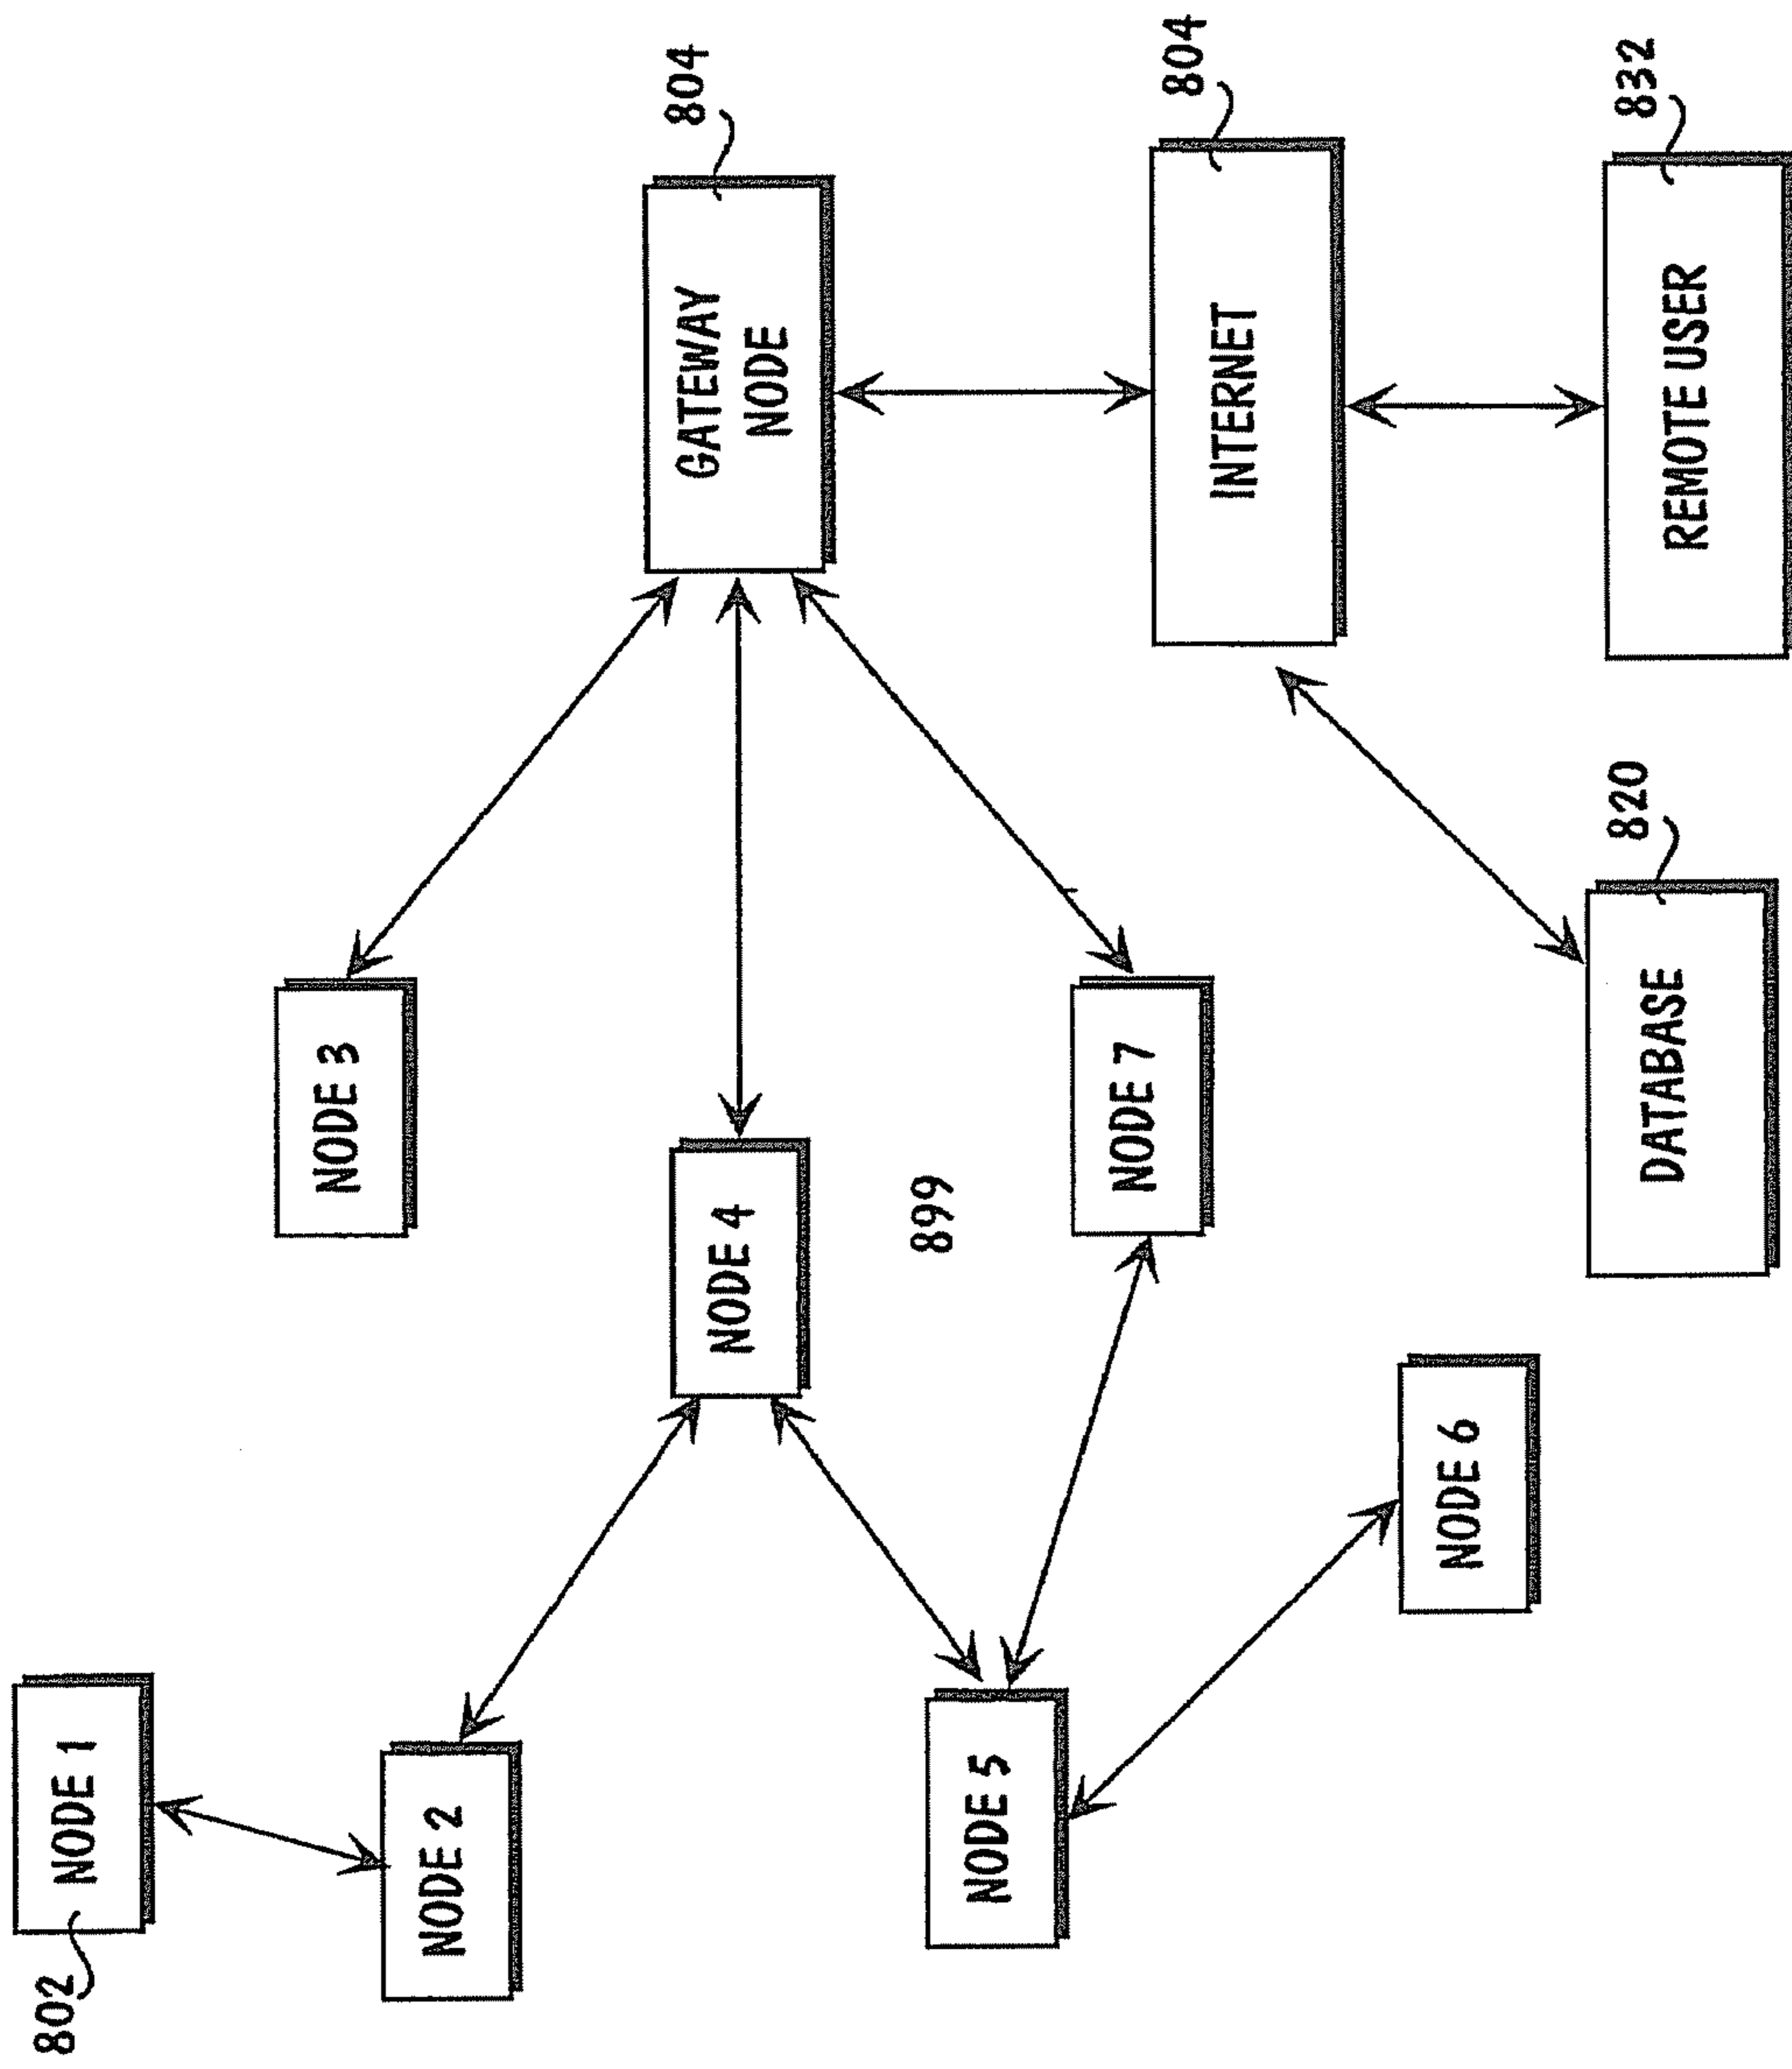 802
NODE 1
NODE 2
NODE 3
804
GATEWAY
NODE
NODE 4
899
NODE 5
NODE 7
804
INTERNET
NODE 6
820
DATABASE
832
REMOTE USER